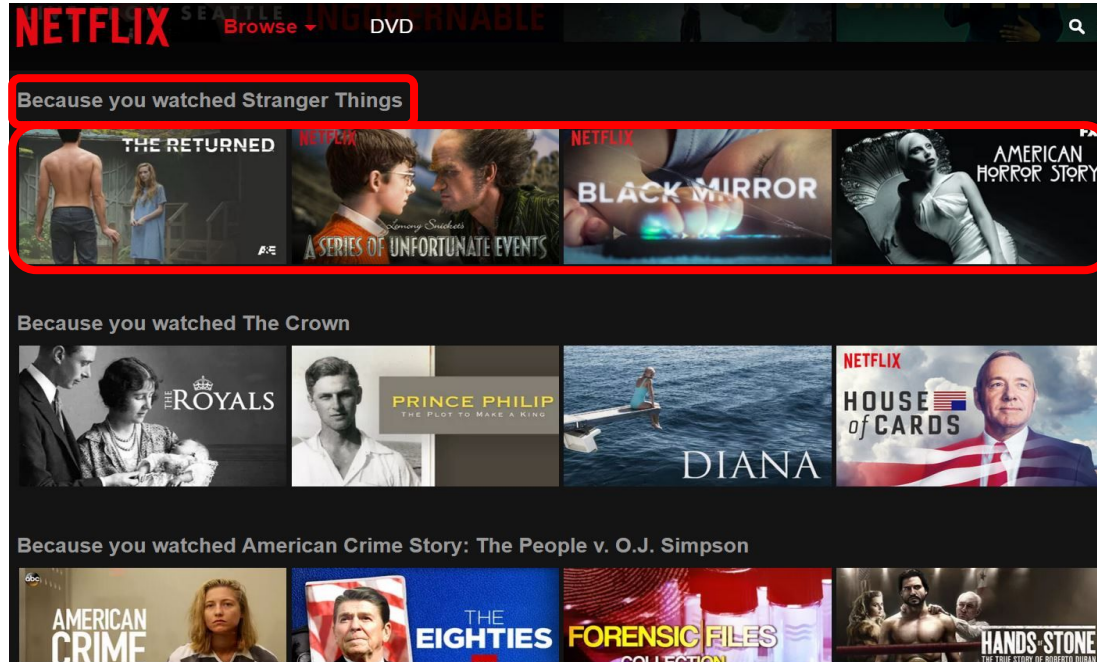 SEATTLE
NETFLIX
Browse
DVD
Because you watched Stranger Things
THE RETURNED
A&E
NETFLIX
Lemony Snicket's
A SERIES OF UNFORTUNATE EVENTS
NETFLIX
BLACK MIRROR
FX
AMERICAN
HORROR STORY
Because you watched The Crown
THE ROYALS
PRINCE PHILIP
THE PLOT TO MAKE A KING
DIANA
NETFLIX
HOUSE
of CARDS
Because you watched American Crime Story: The People v. O.J. Simpson
abc
AMERICAN
CRIME
THE
EIGHTIES
FORENSIC FILES
COLLECTION
HANDS OF STONE
THE TRUE STORY OF ROBERTO DURAN